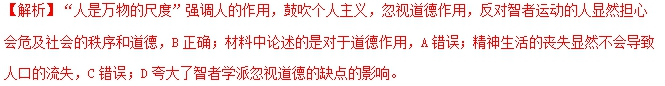 【解析】“人是万物的尺度”强调人的作用，鼓吹个人主义，忽视道德作用，反对智者运动的人显然担心
会危及社会的秩序和道德，B 正确；材料中论述的是对于道德作用，A 错误；精神生活的丧失显然不会导致
人口的流失，C 错误；D 夸大了智者学派忽视道德的缺点的影响。